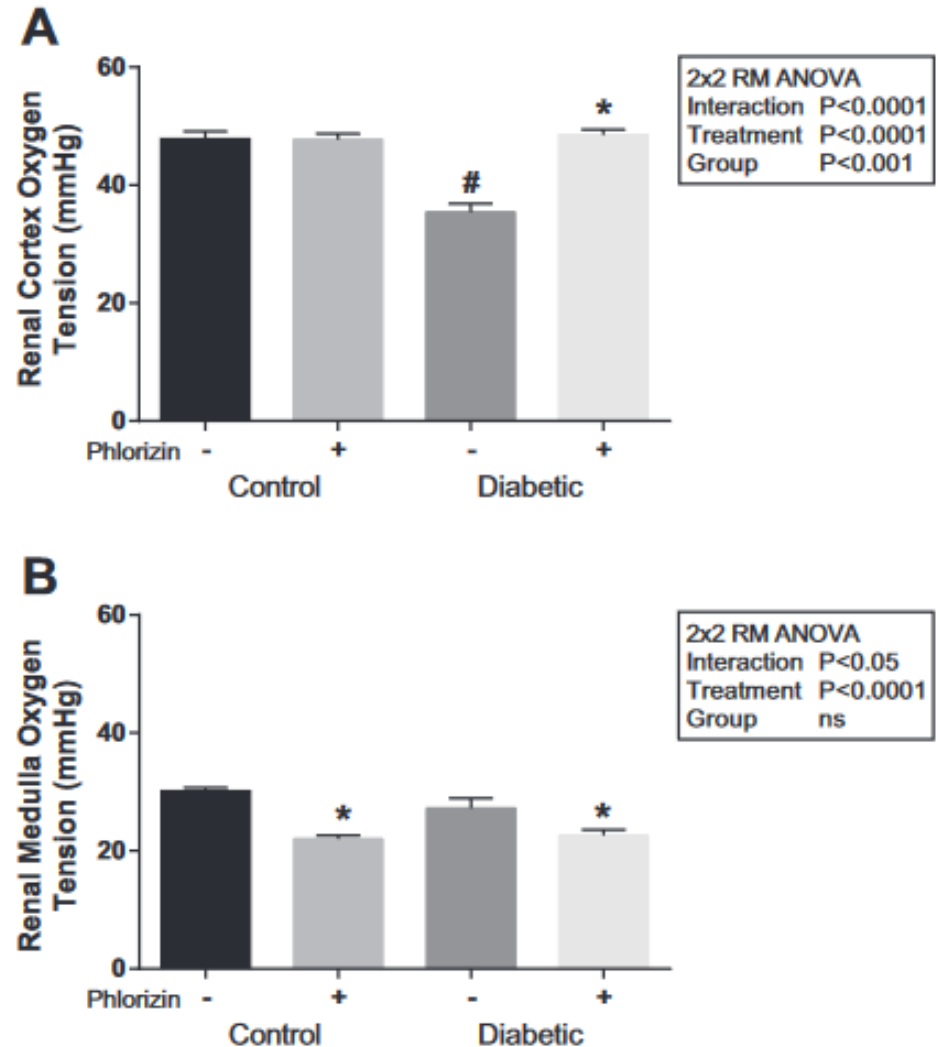 A
60
40
20
0
Renal Cortex Oxygen
Tension (mmHg)
#
*
2x2 RM ANOVA
Interaction P<0.0001
Treatment P<0.0001
Group P<0.001
Phlorizin - + - +
Control Diabetic
B
60
40
20
0
Renal Medulla Oxygen
Tension (mmHg)
*
*
2x2 RM ANOVA
Interaction P<0.05
Treatment P<0.0001
Group ns
Phlorizin - + - +
Control Diabetic